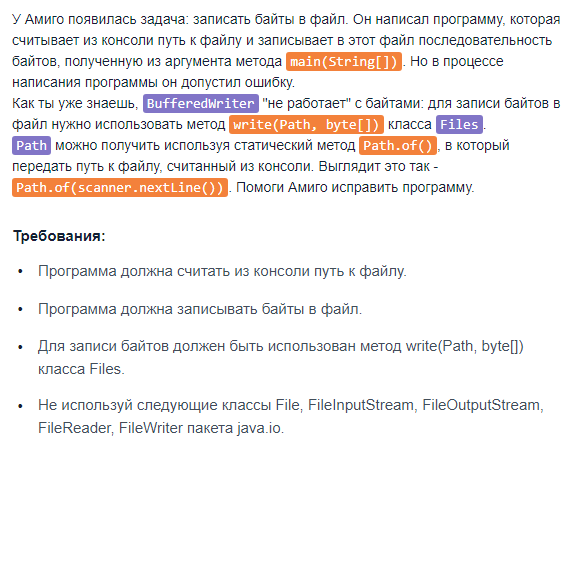 У Амиго появилась задача: записать байты в файл. Он написал программу, которая
считывает из консоли путь к файлу и записывает в этот файл последовательность
байтов, полученную из аргумента метода main(String[]). Но в процессе
написания программы он допустил ошибку.
Как ты уже знаешь, BufferedWriter "не работает" с байтами: для записи байтов в
файл нужно использовать метод write(Path, byte[]) класса Files.
Path можно получить используя статический метод Path.of(), в который
передать путь к файлу, считанный из консоли. Выглядит это так -
Path.of(scanner.nextLine()). Помоги Амиго исправить программу.
Требования:
• Программа должна считать из консоли путь к файлу.
• Программа должна записывать байты в файл.
• Для записи байтов должен быть использован метод write(Path, byte[])
класса Files.
• Не используй следующие классы File, FileInputStream, FileOutputStream,
FileReader, FileWriter пакета java.io.